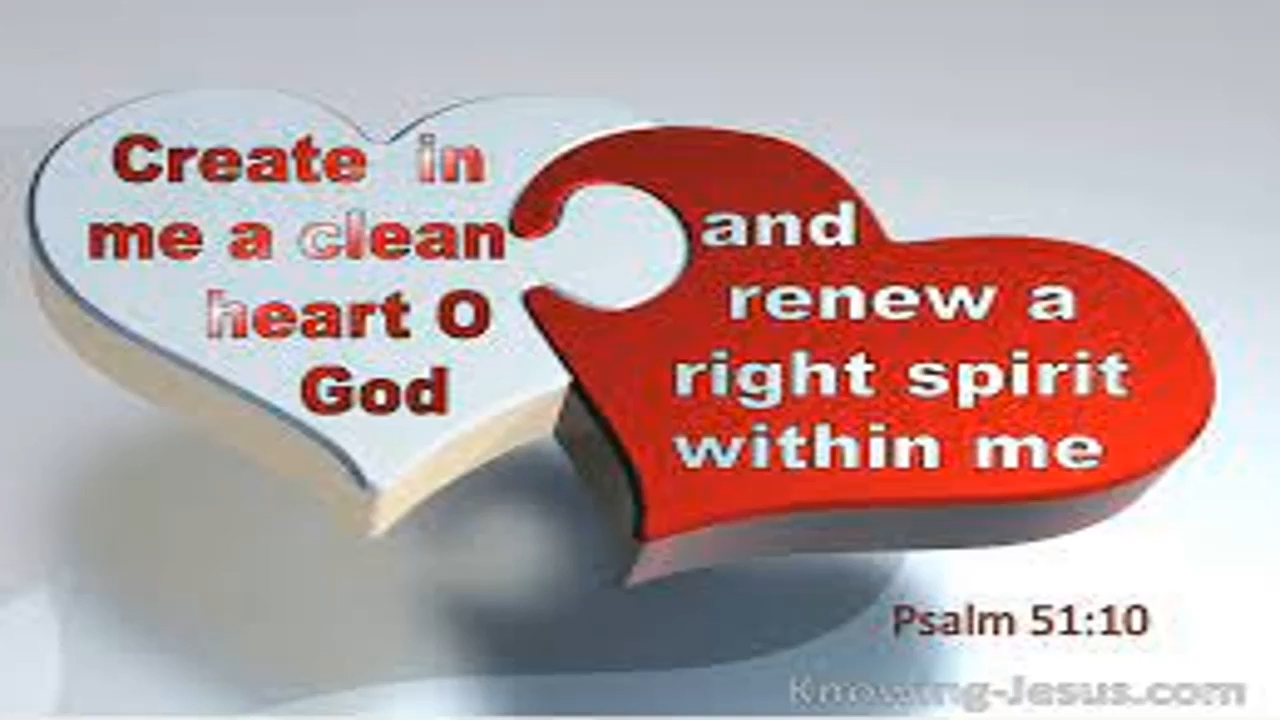 Create in
me a clean
heart O
God
and
renew a
right spirit
within me
Psalm 51:10
Knowing-Jesus.com